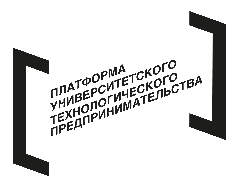 ПЛАТФОРМА
УНИВЕРСИТЕТСКОГО
ТЕХНОЛОГИЧЕСКОГО
ПРЕДПРИНИМАТЕЛЬСТВА